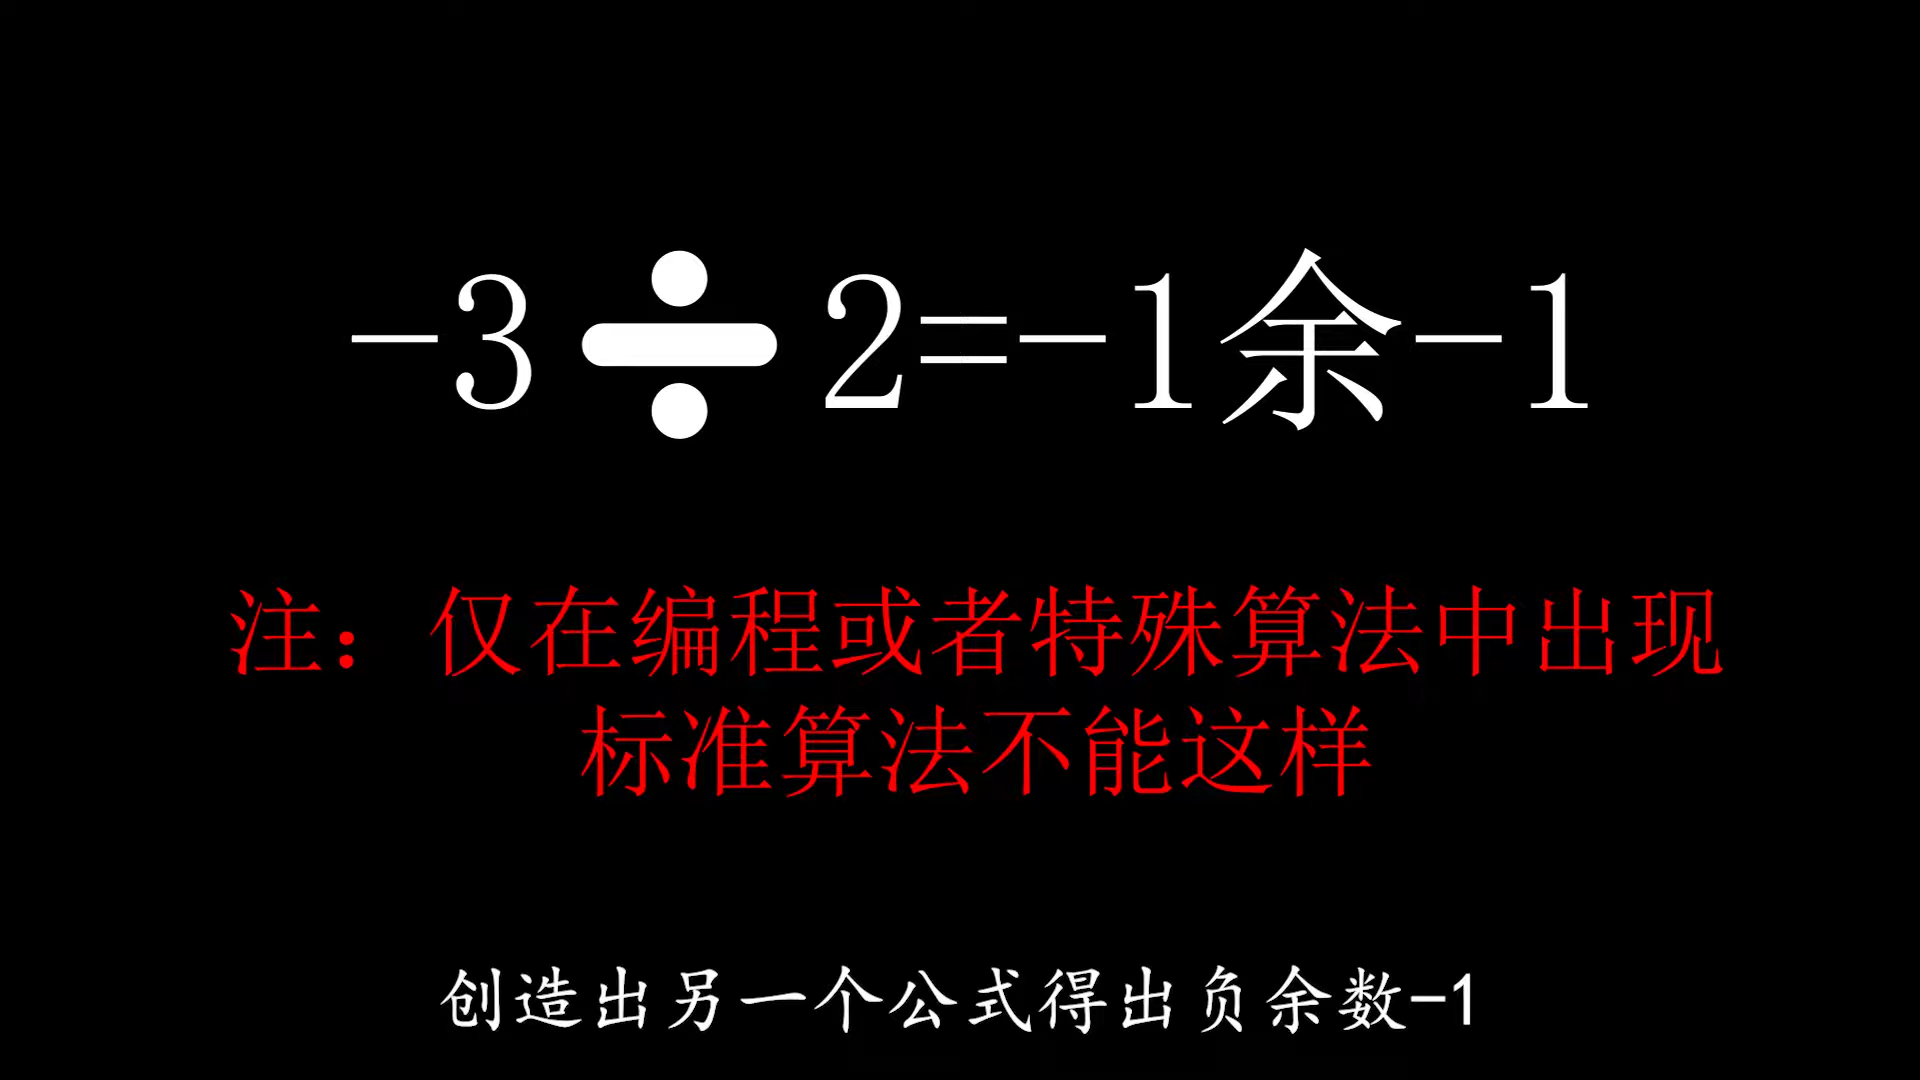 -3÷2=-1余-1
注：仅在编程或者特殊算法中出现
标准算法不能这样
创造出另一个公式得出负余数-1